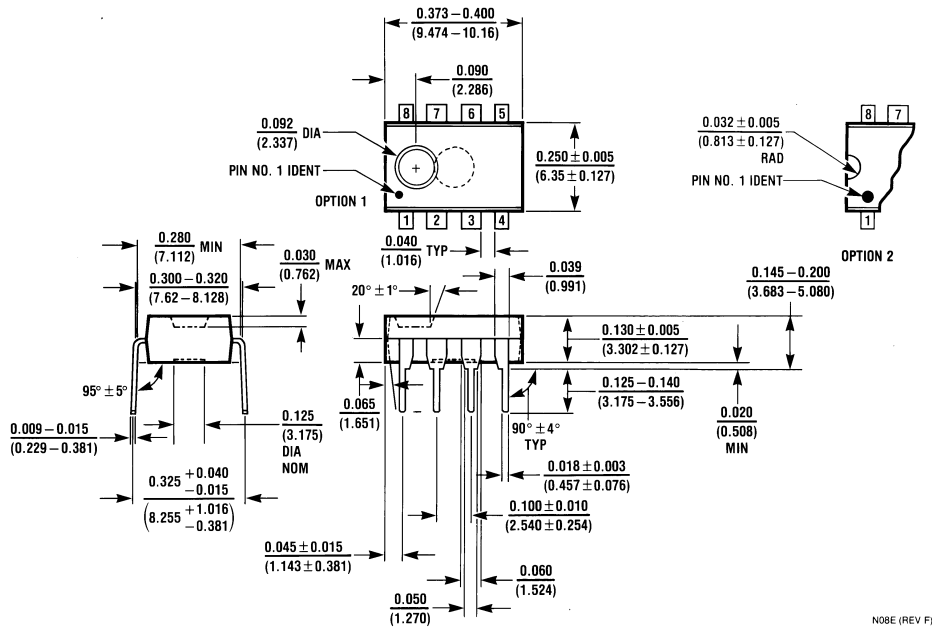 0.373 – 0.400
(9.474 – 10.16)
0.090
(2.286)
8 7 6 5
0.092 DIA
(2.337)
PIN NO. 1 IDENT
OPTION 1
1 2 3 4
0.250 ± 0.005
(6.35 ± 0.127)
0.032 ± 0.005
(0.813 ± 0.127)
RAD
PIN NO. 1 IDENT
8 7
1
OPTION 2
0.280 MIN
(7.112)
0.300 – 0.320
(7.62 – 8.128)
0.030 MAX
(0.762)
0.040 TYP
(1.016)
0.039
(0.991)
20° ± 1°
0.145 – 0.200
(3.683 – 5.080)
0.130 ± 0.005
(3.302 ± 0.127)
0.125 – 0.140
(3.175 – 3.556)
0.020
(0.508)
MIN
95° ± 5°
0.009 – 0.015
(0.229 – 0.381)
0.125
(3.175)
DIA
NOM
0.065
(1.651)
90° ± 4°
TYP
0.018 ± 0.003
(0.457 ± 0.076)
0.325 +0.040
−0.015
(8.255 +1.016
−0.381)
0.100 ± 0.010
(2.540 ± 0.254)
0.045 ± 0.015
(1.143 ± 0.381)
0.060
(1.524)
0.050
(1.270)
N08E (REV F)